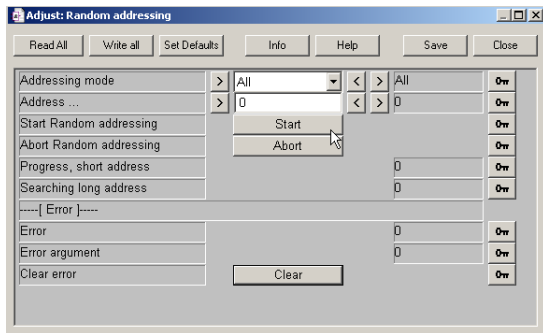 Adjust: Random addressing
Read All Write all Set Defaults Info Help Save Close
Addressing mode > All < > All
Address ... > 0 < > 0
Start Random addressing Start
Abort Random addressing Abort
Progress, short address 0
Searching long address 0
-----[ Error ]-----
Error 0
Error argument 0
Clear error Clear